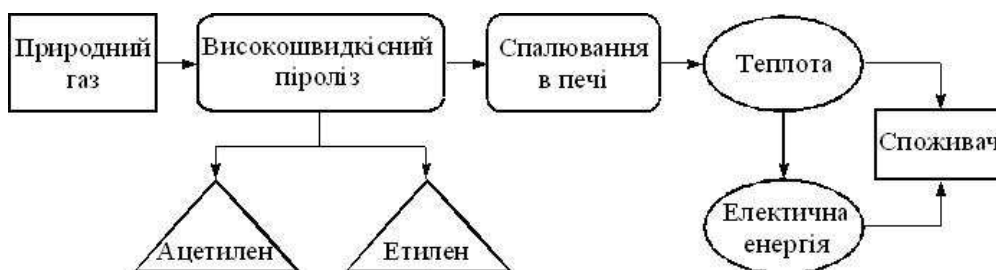 Природний
газ
Високошвидкісний
піроліз
Спалювання
в печі
Теплота
Споживач
Ацетилен
Етилен
Електична
енергія